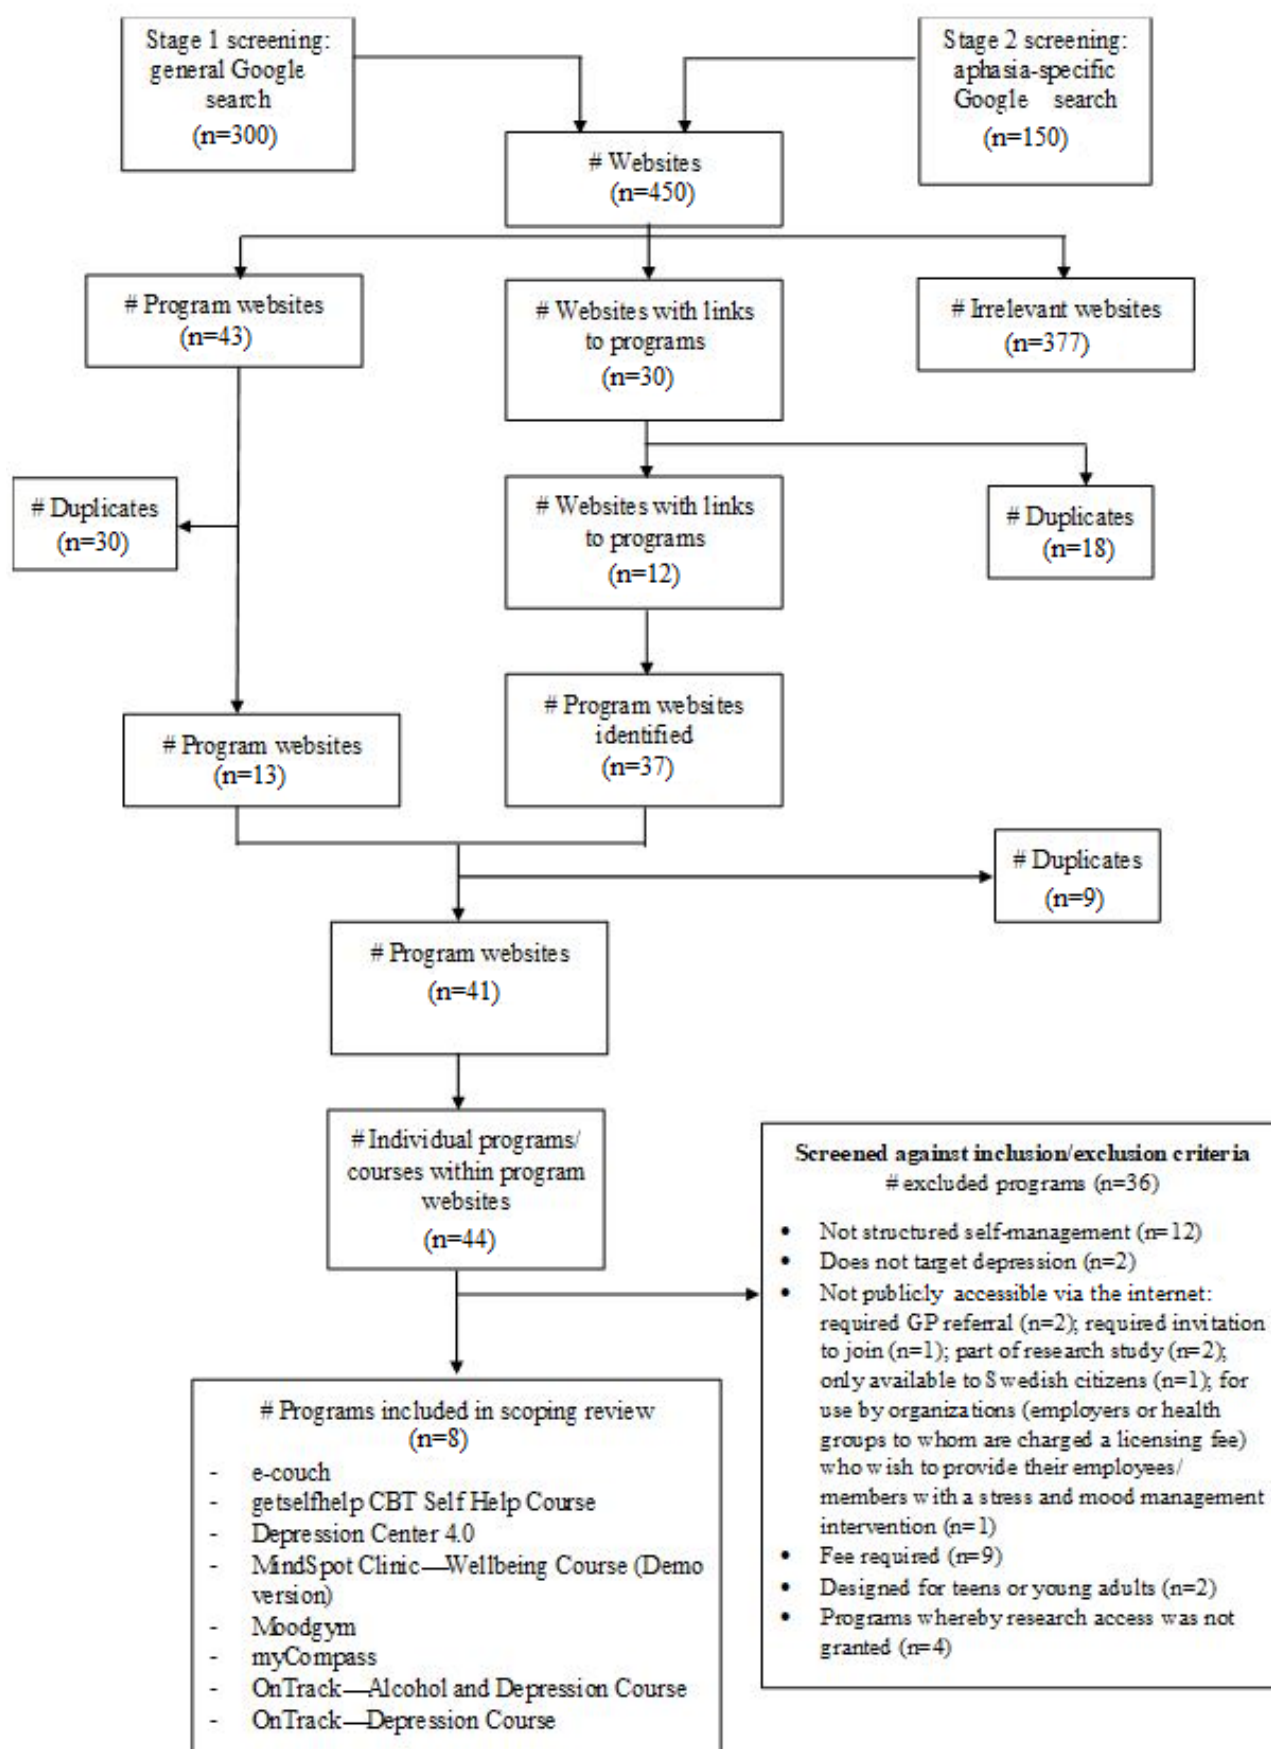 Stage 1 screening:
general Google
search
(n=300)
Stage 2 screening:
aphasia-specific
Google search
(n=150)
# Websites
(n=450)
# Program websites
(n=43)
# Websites with links
to programs
(n=30)
# Irrelevant websites
(n=377)
# Duplicates
(n=30)
# Websites with links
to programs
(n=12)
# Duplicates
(n=18)
# Program websites
(n=13)
# Program websites
identified
(n=37)
# Duplicates
(n=9)
# Program websites
(n=41)
# Individual programs/
courses within program
websites
(n=44)
Screened against inclusion/exclusion criteria
# excluded programs (n=36)
• Not structured self-management (n=12)
• Does not target depression (n=2)
• Not publicly accessible via the internet:
required GP referral (n=2); required invitation
to join (n=1); part of research study (n=2);
only available to Swedish citizens (n=1); for
use by organizations (employers or health
groups to whom are charged a licensing fee)
who wish to provide their employees/
members with a stress and mood management
intervention (n=1)
• Fee required (n=9)
• Designed for teens or young adults (n=2)
• Programs whereby research access was not
granted (n=4)
# Programs included in scoping review
(n=8)
- e-couch
- getselfhelp CBT Self Help Course
- Depression Center 4.0
- MindSpot Clinic—Wellbeing Course (Demo
version)
- Moodgym
- myCompass
- OnTrack—Alcohol and Depression Course
- OnTrack—Depression Course